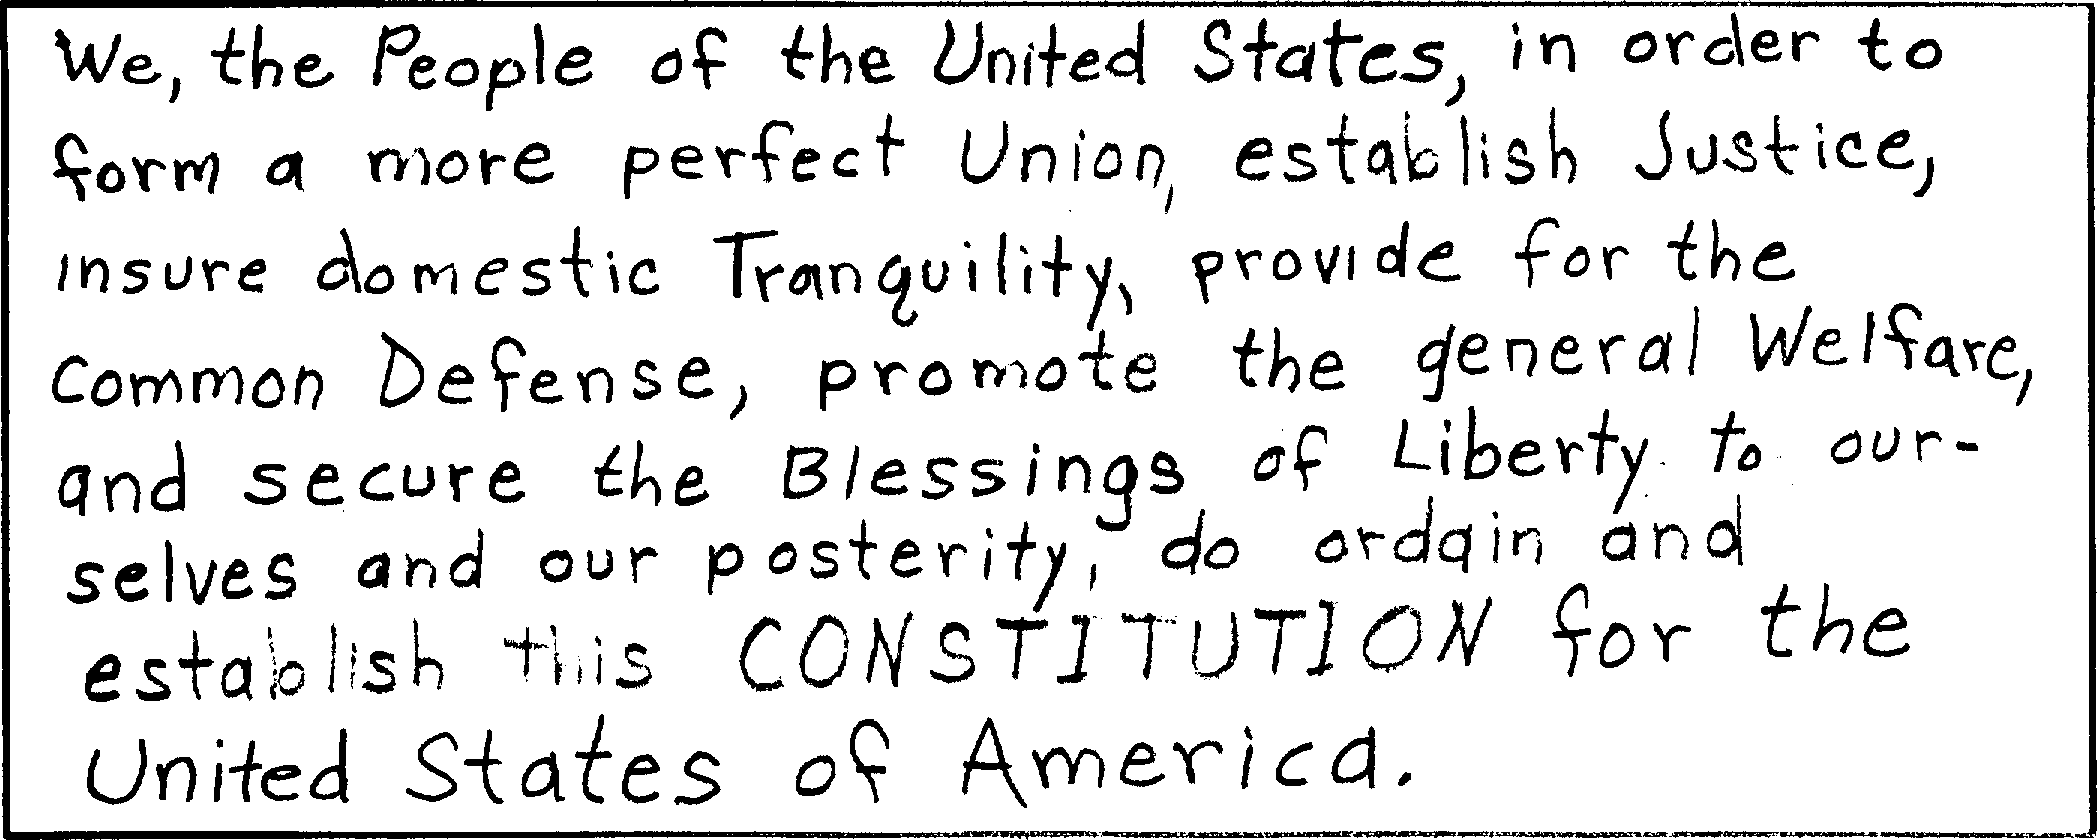 We, the People of the United States, in order to
form a more perfect Union, establish Justice,
insure domestic Tranquility, provide for the
Common Defense, promote the general Welfare,
and secure the Blessings of Liberty to our-
selves and our posterity, do ordain and
establish this CONSTITUTION for the
United States of America.